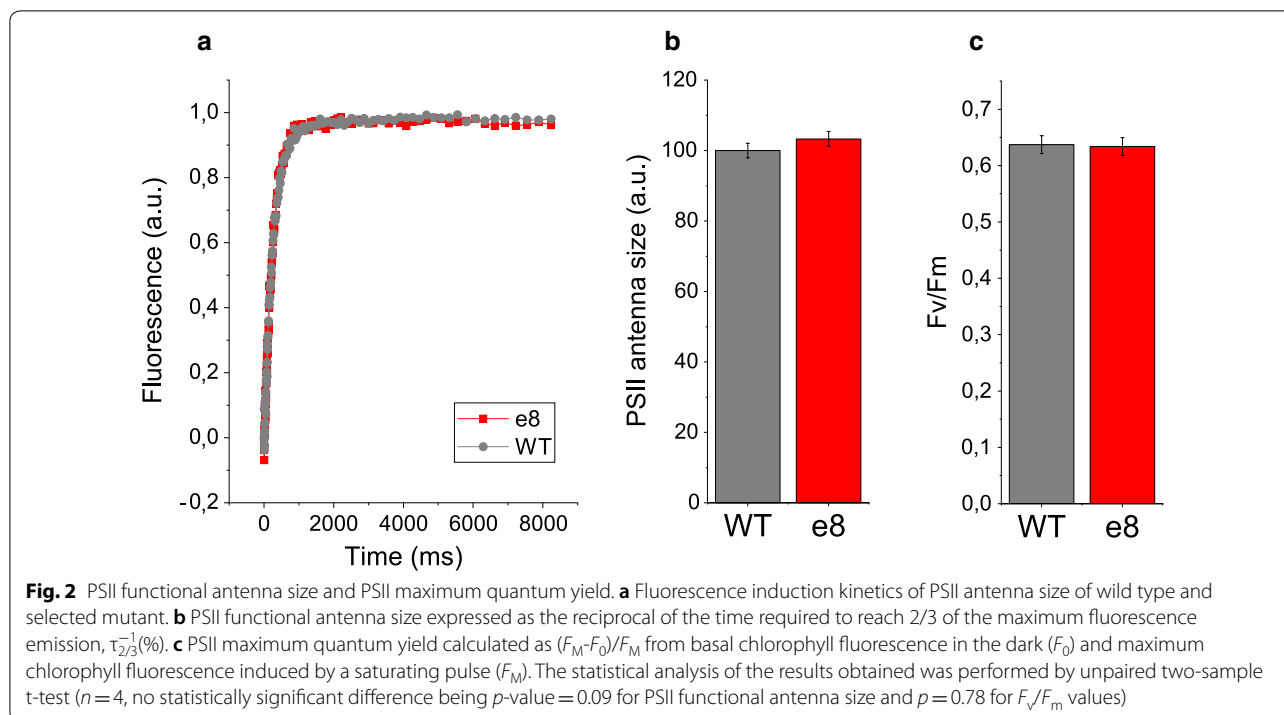 a
b
c
Fluorescence (a.u.)
1,0
0,8
0,6
0,4
0,2
0,0
-0,2
0
2000
4000
6000
8000
Time (ms)
e8
WT
PSII antenna size (a.u.)
120
100
80
60
40
20
0
WT
e8
Fv/Fm
0,7
0,6
0,5
0,4
0,3
0,2
0,1
0,0
WT
e8
Fig. 2 PSII functional antenna size and PSII maximum quantum yield. a Fluorescence induction kinetics of PSII antenna size of wild type and
selected mutant. b PSII functional antenna size expressed as the reciprocal of the time required to reach 2/3 of the maximum fluorescence
emission, τ₂/₃⁻¹(%). c PSII maximum quantum yield calculated as (F_M-F₀)/F_M from basal chlorophyll fluorescence in the dark (F₀) and maximum
chlorophyll fluorescence induced by a saturating pulse (F_M). The statistical analysis of the results obtained was performed by unpaired two-sample
t-test (n = 4, no statistically significant difference being p-value = 0.09 for PSII functional antenna size and p = 0.78 for F_v/F_m values)